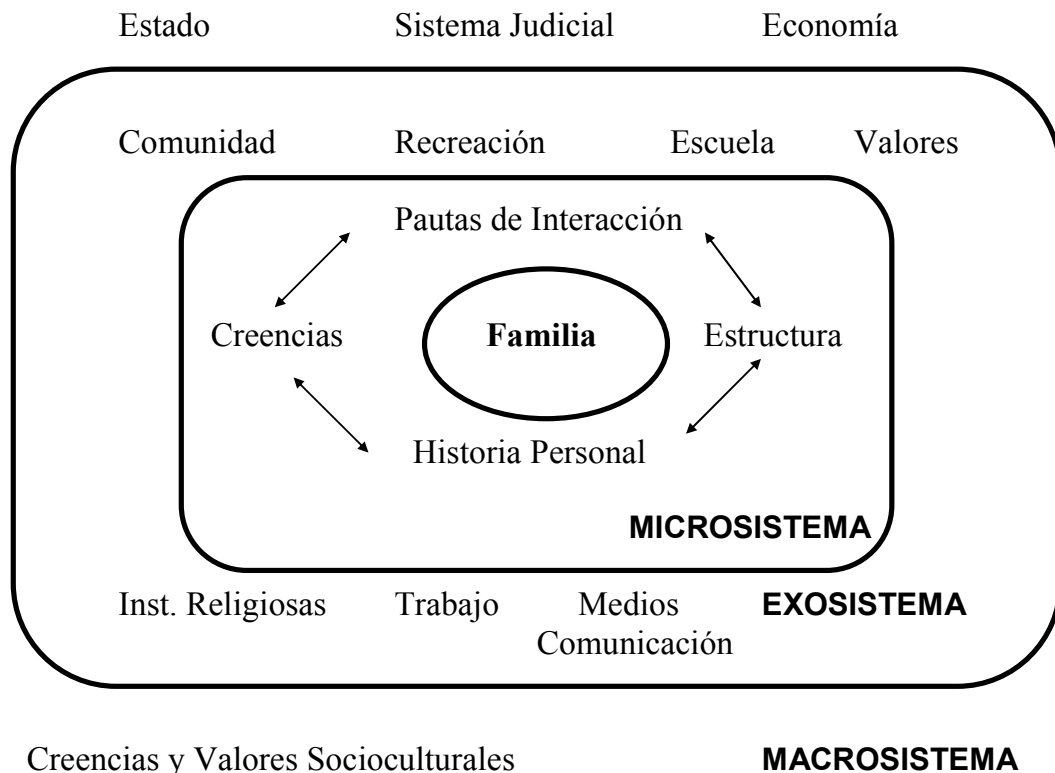 Estado Sistema Judicial Economía
Comunidad Recreación Escuela Valores
Pautas de Interacción
Creencias Familia Estructura
Historia Personal
MICROSISTEMA
Inst. Religiosas Trabajo Medios EXOSISTEMA
Comunicación
Creencias y Valores Socioculturales MACROSISTEMA